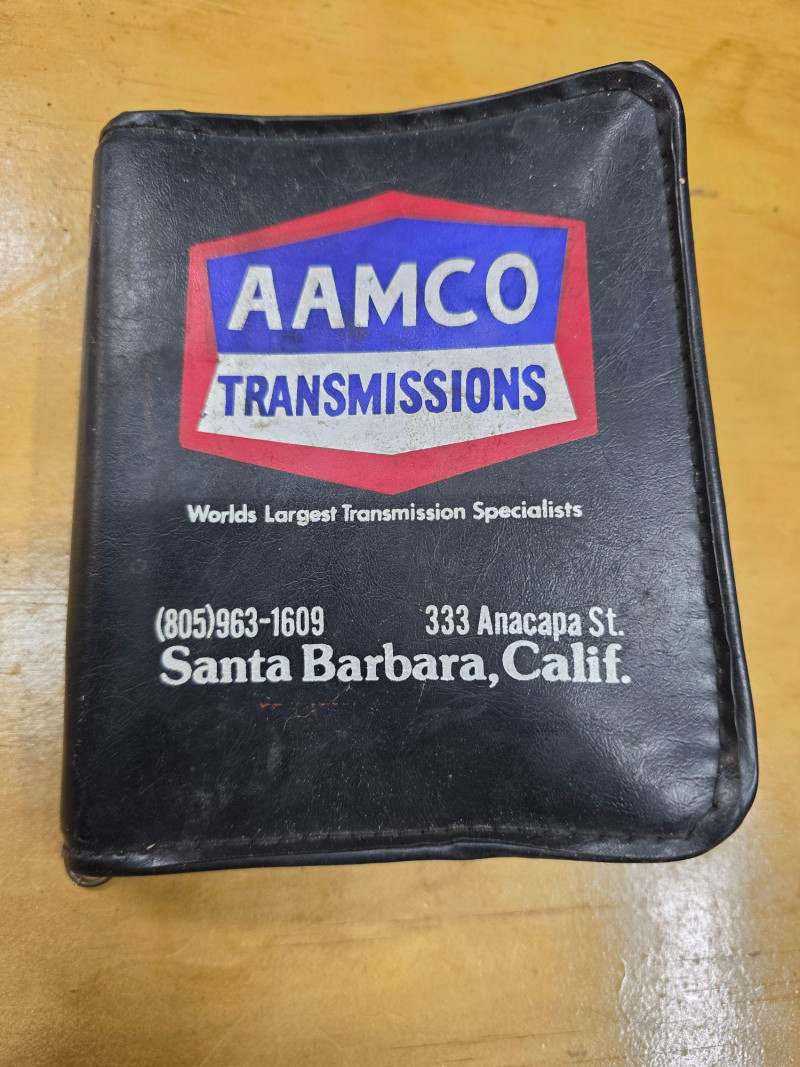 AAMCO
TRANSMISSIONS
Worlds Largest Transmission Specialists
(805)963-1609 333 Anacapa St.
Santa Barbara, Calif.